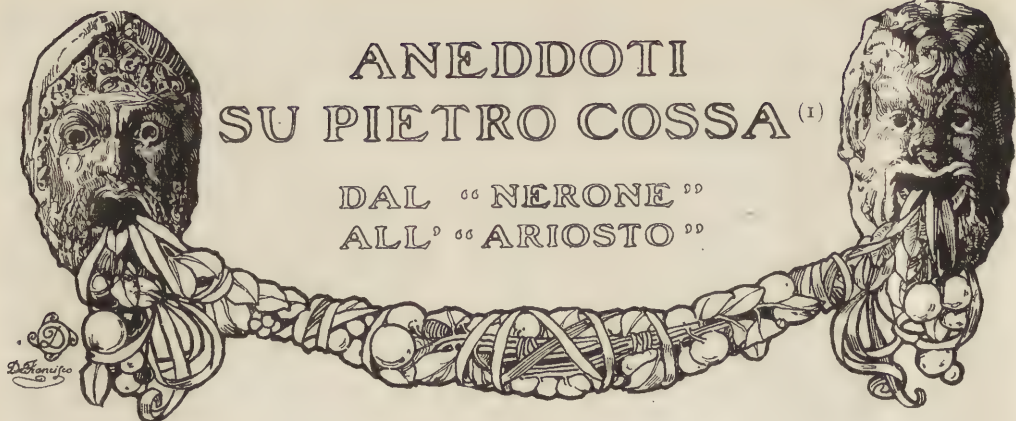 ANEDDOTI
SU PIETRO COSSA (1)
DAL “NERONE”
ALL’ “ARIOSTO”